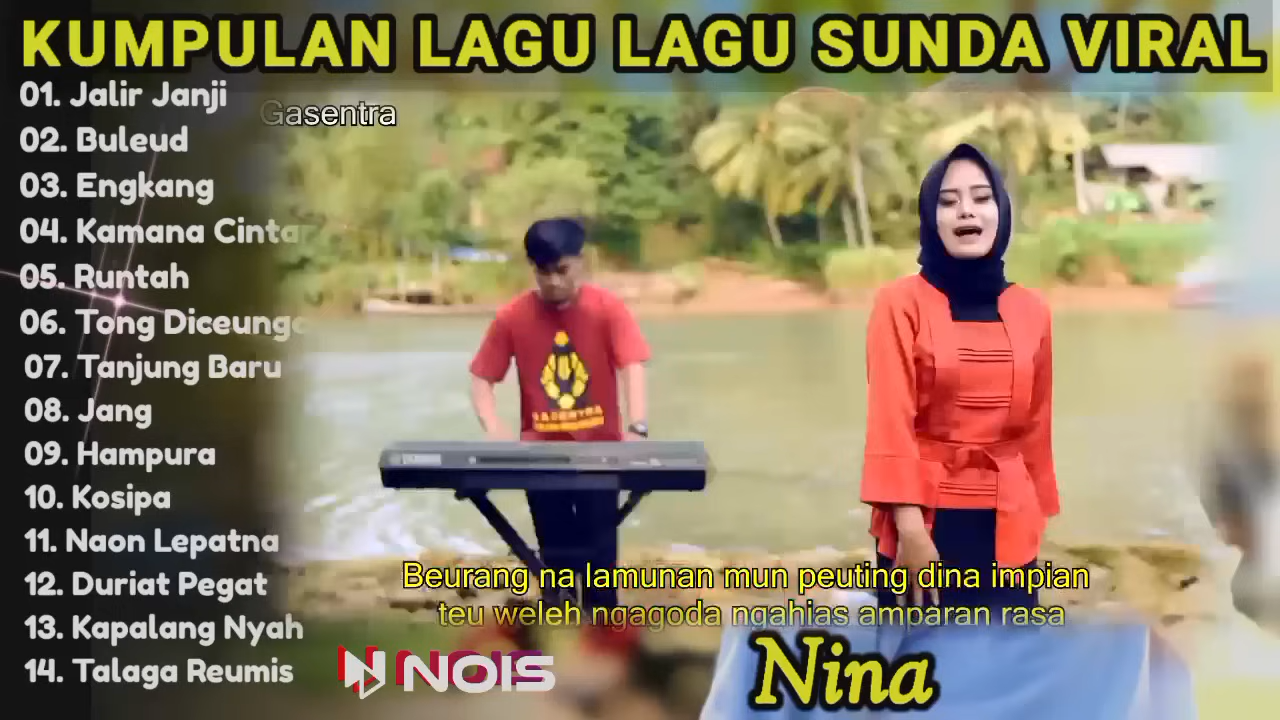 KUMPULAN LAGU LAGU SUNDA VIRAL
01. Jalir Janji
02. Buleud
03. Engkang
04. Kamana Cinta
05. Runtah
06. Tong Diceung
07. Tanjung Baru
08. Jang
09. Hampura
10. Kosipa
11. Naon Lepatna
12. Duriat Pegat
13. Kapalang Nyah
14. Talaga Reumis
Gasentra
GASENTRA
Beurang na lamunan mun peuting dina impian
teu weleh ngagoda ngahias amparan rasa
Nina
NOIS